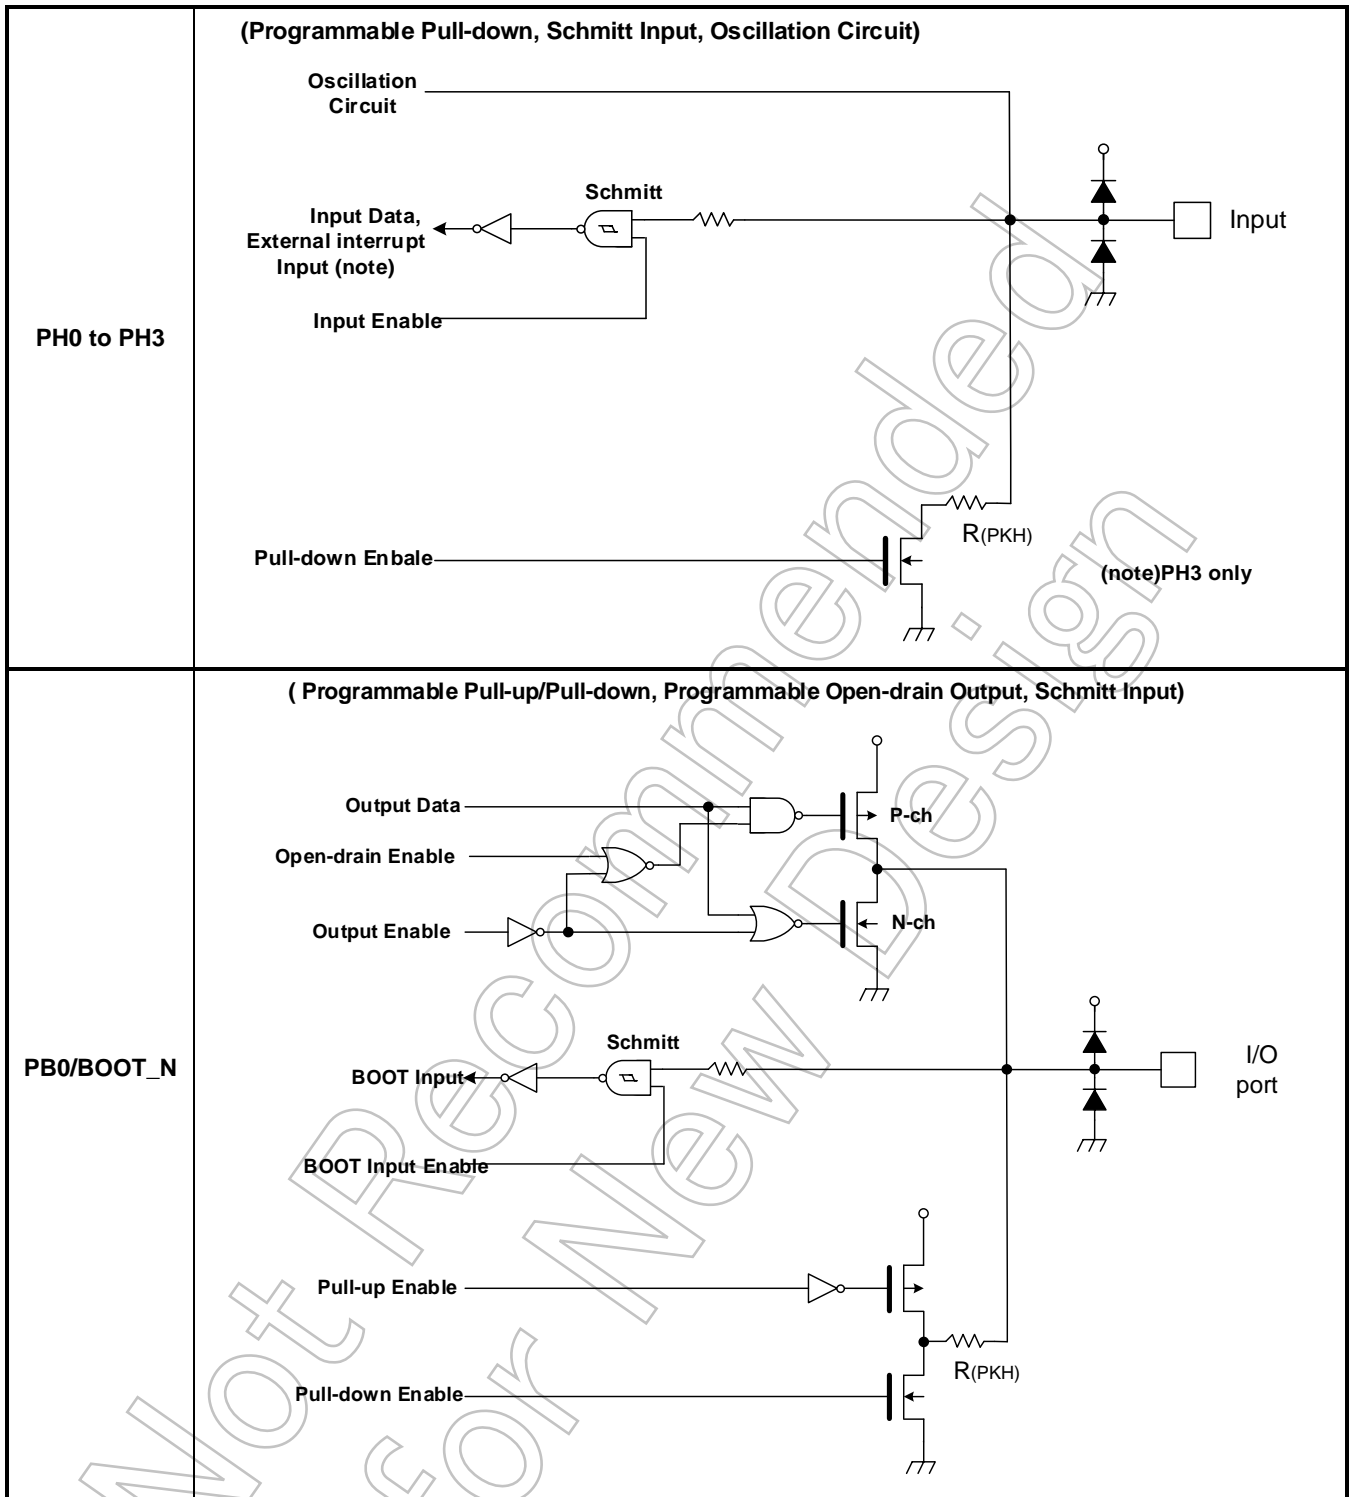 (Programmable Pull-down, Schmitt Input, Oscillation Circuit)
Oscillation
Circuit
Schmitt
Input Data,
External interrupt
Input (note)
Input
Input Enable
PH0 to PH3
R(PKH)
Pull-down Enbale
(note)PH3 only
( Programmable Pull-up/Pull-down, Programmable Open-drain Output, Schmitt Input)
Output Data
P-ch
Open-drain Enable
N-ch
Output Enable
Schmitt
PB0/BOOT_N
BOOT Input
I/O
port
BOOT Input Enable
Pull-up Enable
R(PKH)
Pull-down Enable
Not Recommended
for New Design